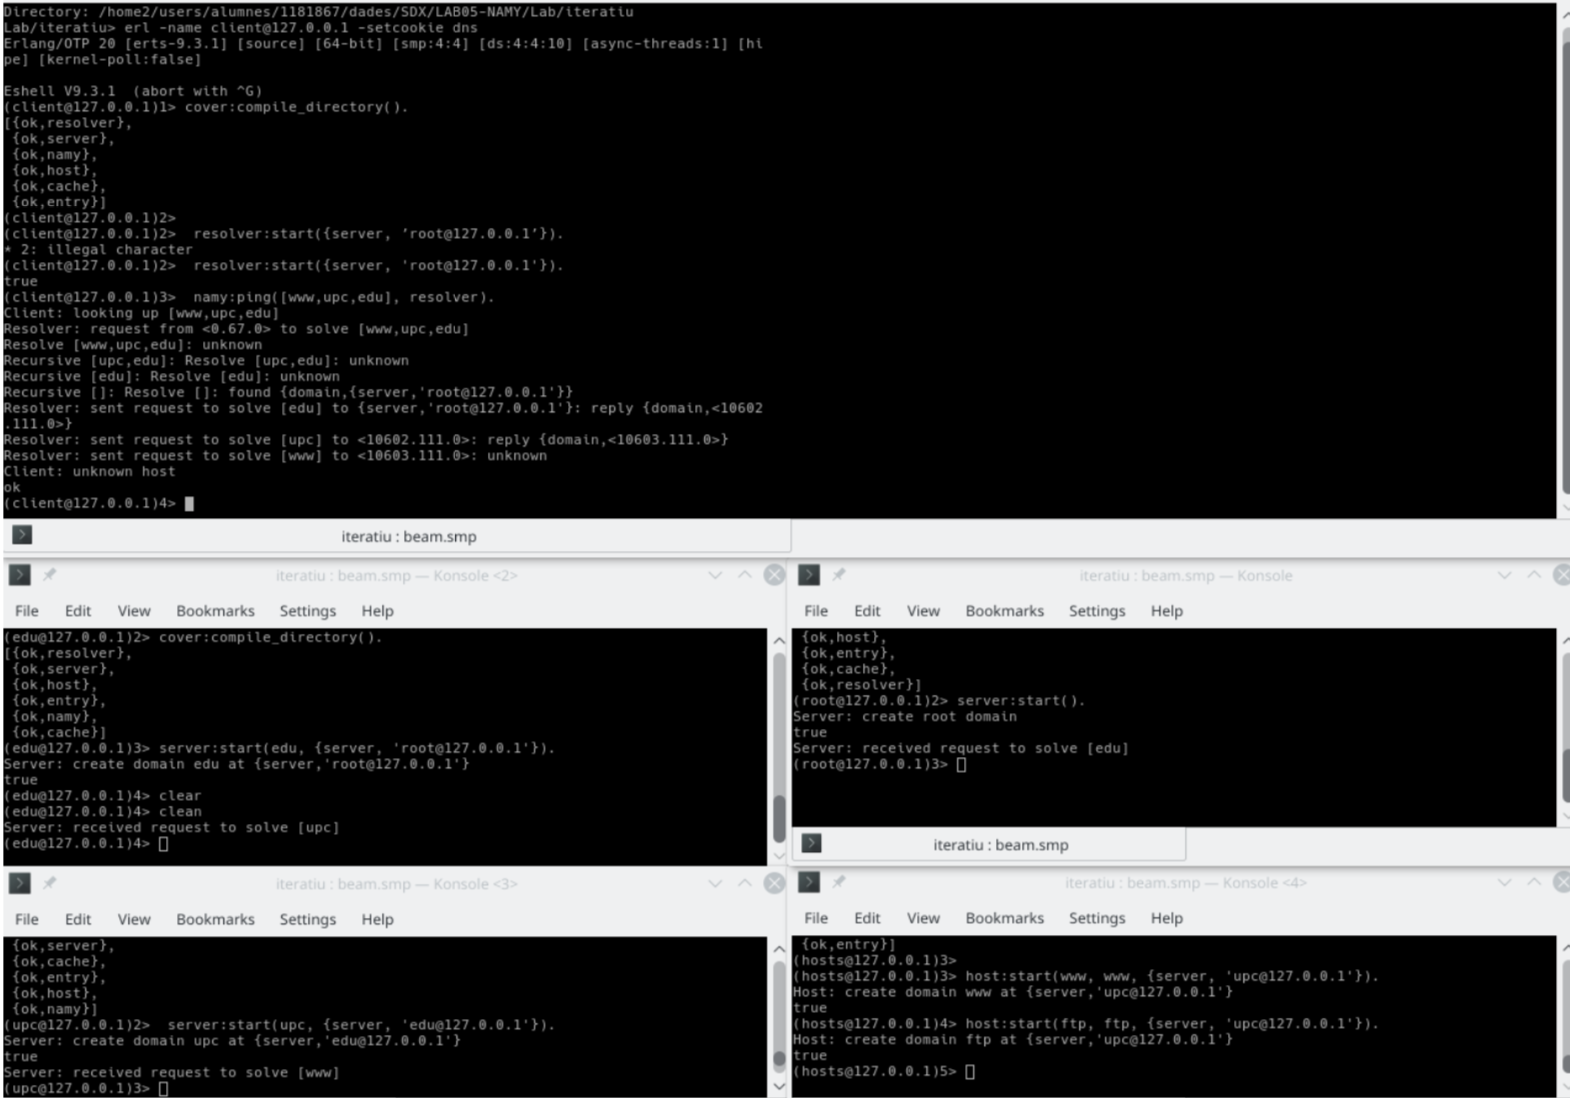 Directory: /home2/users/alumnes/1181867/dades/SDX/LAB05-NAMY/Lab/iteratiu
Lab/iteratiu> erl -name client@127.0.0.1 -setcookie dns
Erlang/OTP 20 [erts-9.3.1] [source] [64-bit] [smp:4:4] [ds:4:4:10] [async-threads:1] [hi
pe] [kernel-poll:false]
Eshell V9.3.1  (abort with ^G)
(client@127.0.0.1)1> cover:compile_directory().
[{ok,resolver},
 {ok,server},
 {ok,namy},
 {ok,host},
 {ok,cache},
 {ok,entry}]
(client@127.0.0.1)2>
(client@127.0.0.1)2>  resolver:start({server, ’root@127.0.0.1’}).
* 2: illegal character
(client@127.0.0.1)2>  resolver:start({server, 'root@127.0.0.1'}).
true
(client@127.0.0.1)3>  namy:ping([www,upc,edu], resolver).
Client: looking up [www,upc,edu]
Resolver: request from <0.67.0> to solve [www,upc,edu]
Resolve [www,upc,edu]: unknown
Recursive [upc,edu]: Resolve [upc,edu]: unknown
Recursive [edu]: Resolve [edu]: unknown
Recursive []: Resolve []: found {domain,{server,'root@127.0.0.1'}}
Resolver: sent request to solve [edu] to {server,'root@127.0.0.1'}: reply {domain,<10602
.111.0>}
Resolver: sent request to solve [upc] to <10602.111.0>: reply {domain,<10603.111.0>}
Resolver: sent request to solve [www] to <10603.111.0>: unknown
Client: unknown host
ok
(client@127.0.0.1)4>
iteratiu : beam.smp
iteratiu : beam.smp — Konsole <2>
File Edit View Bookmarks Settings Help
(edu@127.0.0.1)2> cover:compile_directory().
[{ok,resolver},
 {ok,server},
 {ok,host},
 {ok,entry},
 {ok,namy},
 {ok,cache}]
(edu@127.0.0.1)3> server:start(edu, {server, 'root@127.0.0.1'}).
Server: create domain edu at {server,'root@127.0.0.1'}
true
(edu@127.0.0.1)4> clear
(edu@127.0.0.1)4> clean
Server: received request to solve [upc]
(edu@127.0.0.1)4>
iteratiu : beam.smp — Konsole
File Edit View Bookmarks Settings Help
 {ok,host},
 {ok,entry},
 {ok,cache},
 {ok,resolver}]
(root@127.0.0.1)2> server:start().
Server: create root domain
true
Server: received request to solve [edu]
(root@127.0.0.1)3>
iteratiu : beam.smp
iteratiu : beam.smp — Konsole <3>
File Edit View Bookmarks Settings Help
 {ok,server},
 {ok,cache},
 {ok,entry},
 {ok,host},
 {ok,namy}]
(upc@127.0.0.1)2>  server:start(upc, {server, 'edu@127.0.0.1'}).
Server: create domain upc at {server,'edu@127.0.0.1'}
true
Server: received request to solve [www]
(upc@127.0.0.1)3>
iteratiu : beam.smp — Konsole <4>
File Edit View Bookmarks Settings Help
 {ok,entry}]
(hosts@127.0.0.1)3>
(hosts@127.0.0.1)3> host:start(www, www, {server, 'upc@127.0.0.1'}).
Host: create domain www at {server,'upc@127.0.0.1'}
true
(hosts@127.0.0.1)4> host:start(ftp, ftp, {server, 'upc@127.0.0.1'}).
Host: create domain ftp at {server,'upc@127.0.0.1'}
true
(hosts@127.0.0.1)5>